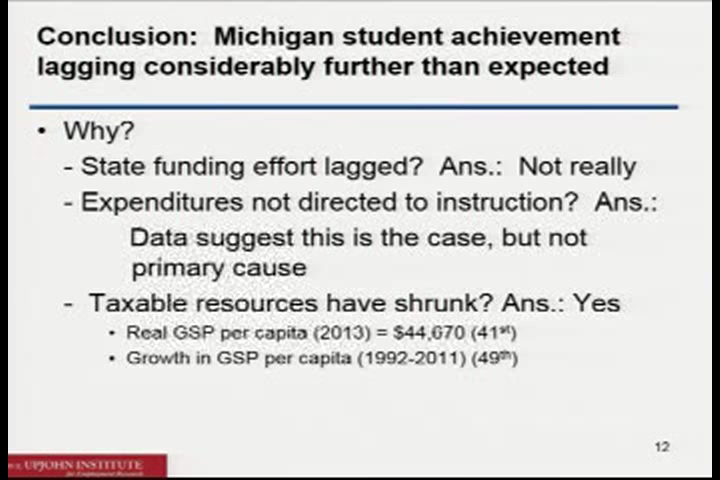 Conclusion: Michigan student achievement
lagging considerably further than expected
• Why?
- State funding effort lagged? Ans.: Not really
- Expenditures not directed to instruction? Ans.:
Data suggest this is the case, but not
primary cause
- Taxable resources have shrunk? Ans.: Yes
• Real GSP per capita (2013) = $44,670 (41st)
• Growth in GSP per capita (1992-2011) (49th)
12
UPJOHN INSTITUTE
for Employment Research